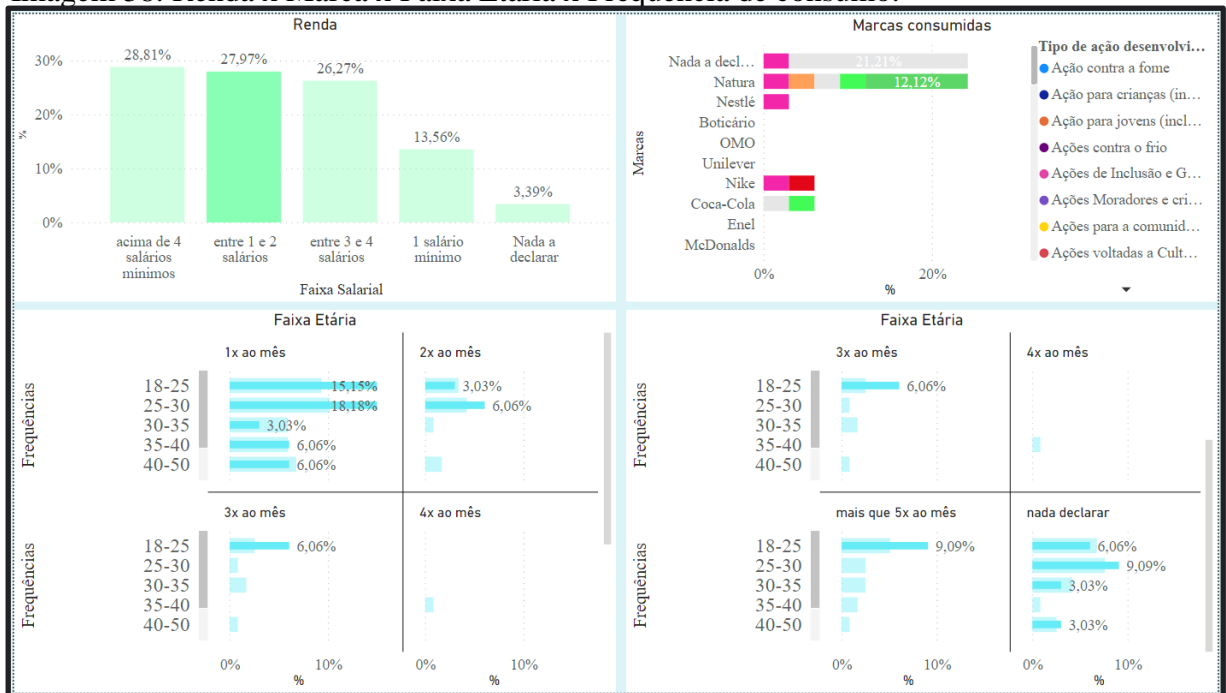 Imagem 38: Renda x Marca x Faixa Etária x Frequência de consumo.
Renda
30%
20%
10%
0%
%
28,81%
27,97%
26,27%
13,56%
3,39%
acima de 4
salários
mínimos
entre 1 e 2
salários
entre 3 e 4
salários
1 salário
mínimo
Nada a
declarar
Faixa Salarial
Marcas consumidas
Marcas
Nada a decl...
21,21%
Natura
12,12%
Nestlé
Boticário
OMO
Unilever
Nike
Coca-Cola
Enel
McDonalds
0%
20%
%
Tipo de ação desenvolvi...
Ação contra a fome
Ação para crianças (in...
Ação para jovens (incl...
Ações contra o frio
Ações de Inclusão e G...
Ações Moradores e cri...
Ações para a comunid...
Ações voltadas a Cult...
Faixa Etária
Frequências
1x ao mês
2x ao mês
18-25
15,15%
3,03%
25-30
18,18%
6,06%
30-35
3,03%
35-40
6,06%
40-50
6,06%
Frequências
3x ao mês
4x ao mês
18-25
6,06%
25-30
30-35
35-40
40-50
0%
10%
0%
10%
%
%
Faixa Etária
Frequências
3x ao mês
4x ao mês
18-25
6,06%
25-30
30-35
35-40
40-50
Frequências
mais que 5x ao mês
nada declarar
18-25
9,09%
6,06%
25-30
9,09%
30-35
3,03%
35-40
40-50
3,03%
0%
10%
0%
10%
%
%